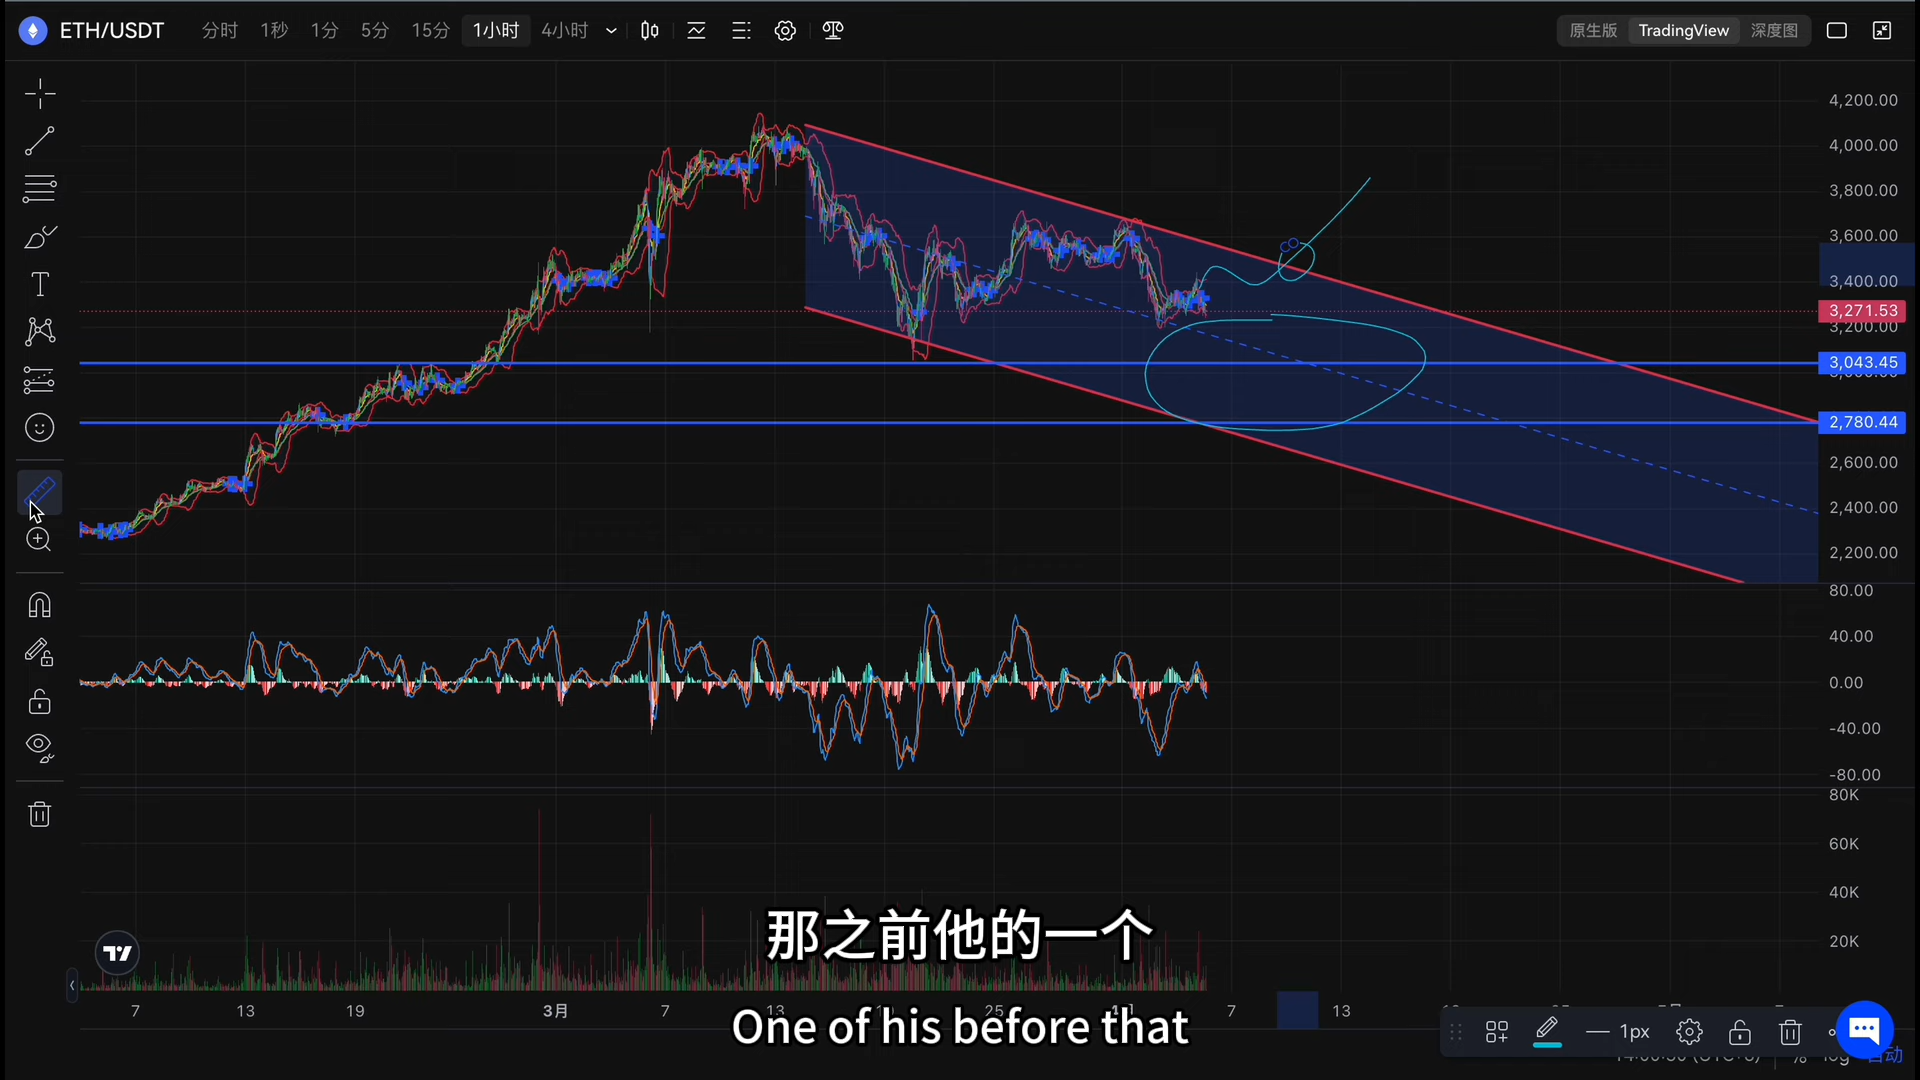 ETH/USDT 分时 1秒 1分 5分 15分 1小时 4小时 原生版 TradingView 深度图
4,200.00
4,000.00
3,800.00
3,600.00
3,400.00
3,271.53
3,200.00
3,043.45
2,780.44
2,600.00
2,400.00
2,200.00
80.00
40.00
0.00
-40.00
-80.00
80K
60K
40K
20K
那之前他的一个
7 13 19 3月 7 13 25 7 13
One of his before that
1px
自动